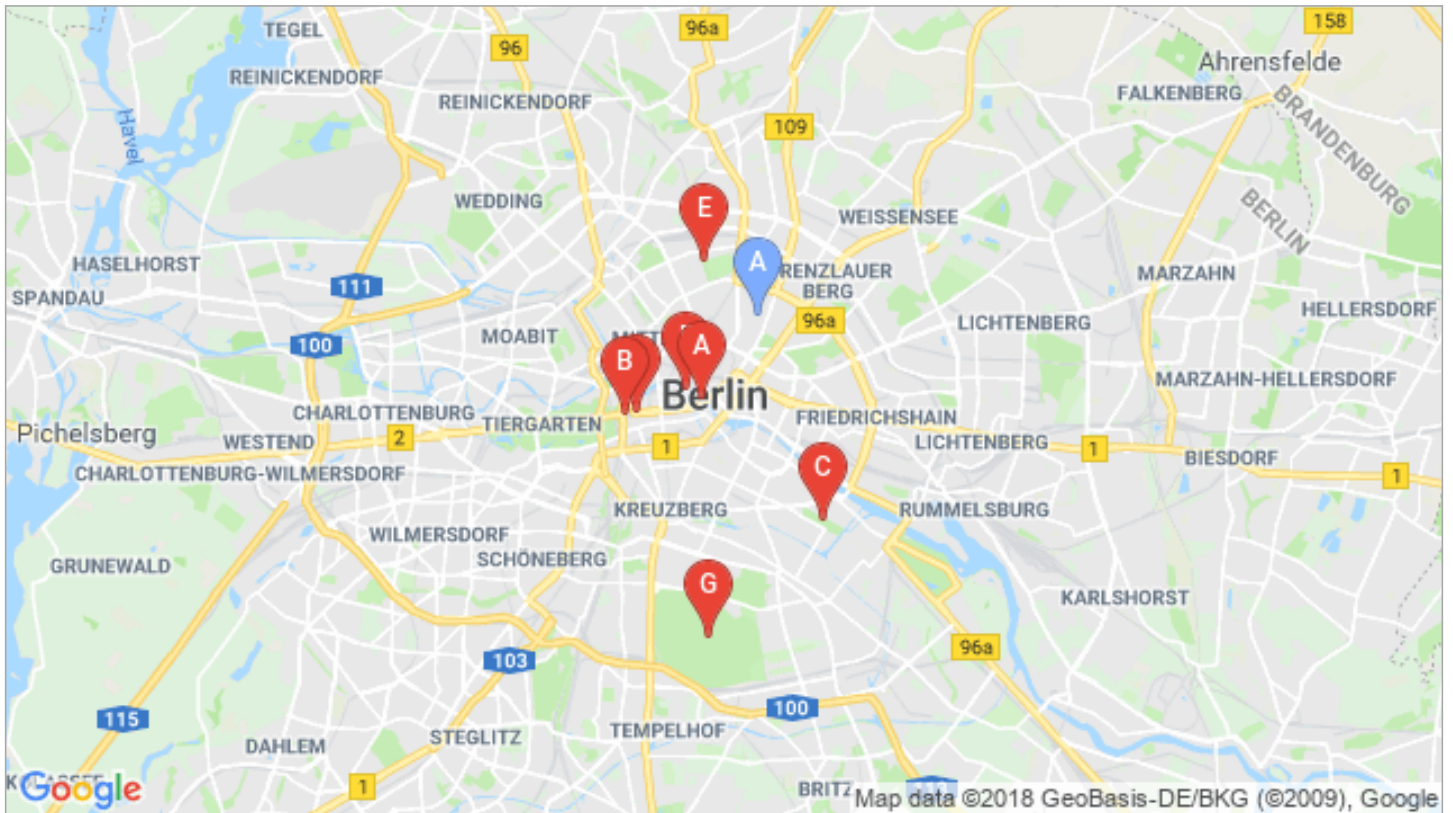 158
TEGEL
96a
96
Ahrensfelde
REINICKENDORF
FALKENBERG
REINICKENDORF
BRANDENBURG
Havel
109
WEDDING
E
WEISSENSEE
BERLIN
HASELHORST
A
RENZLAUER
BERG
MARZAHN
111
SPANDAU
HELLERSDORF
96a
LICHTENBERG
MOABIT
100
A
B
MARZAHN-HELLERSDORF
Berlin
CHARLOTTENBURG
TIERGARTEN
FRIEDRICHSHAIN
Pichelsberg
WESTEND
2
1
LICHTENBERG
1
BIESDORF
CHARLOTTENBURG-WILMERSDORF
C
1
KREUZBERG
RUMMELSBURG
WILMERSDORF
SCHÖNEBERG
GRUNEWALD
G
KARLSHORST
103
96a
115
100
TEMPELHOF
STEGLITZ
DAHLEM
1
BRITZ
Google
Map data ©2018 GeoBasis-DE/BKG (©2009), Google